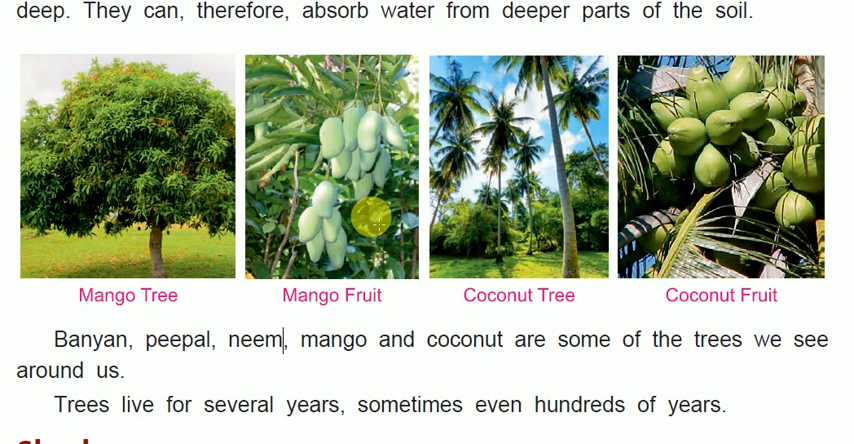 deep. They can, therefore, absorb water from deeper parts of the soil.
Mango Tree Mango Fruit Coconut Tree Coconut Fruit
Banyan, peepal, neem, mango and coconut are some of the trees we see
around us.
Trees live for several years, sometimes even hundreds of years.